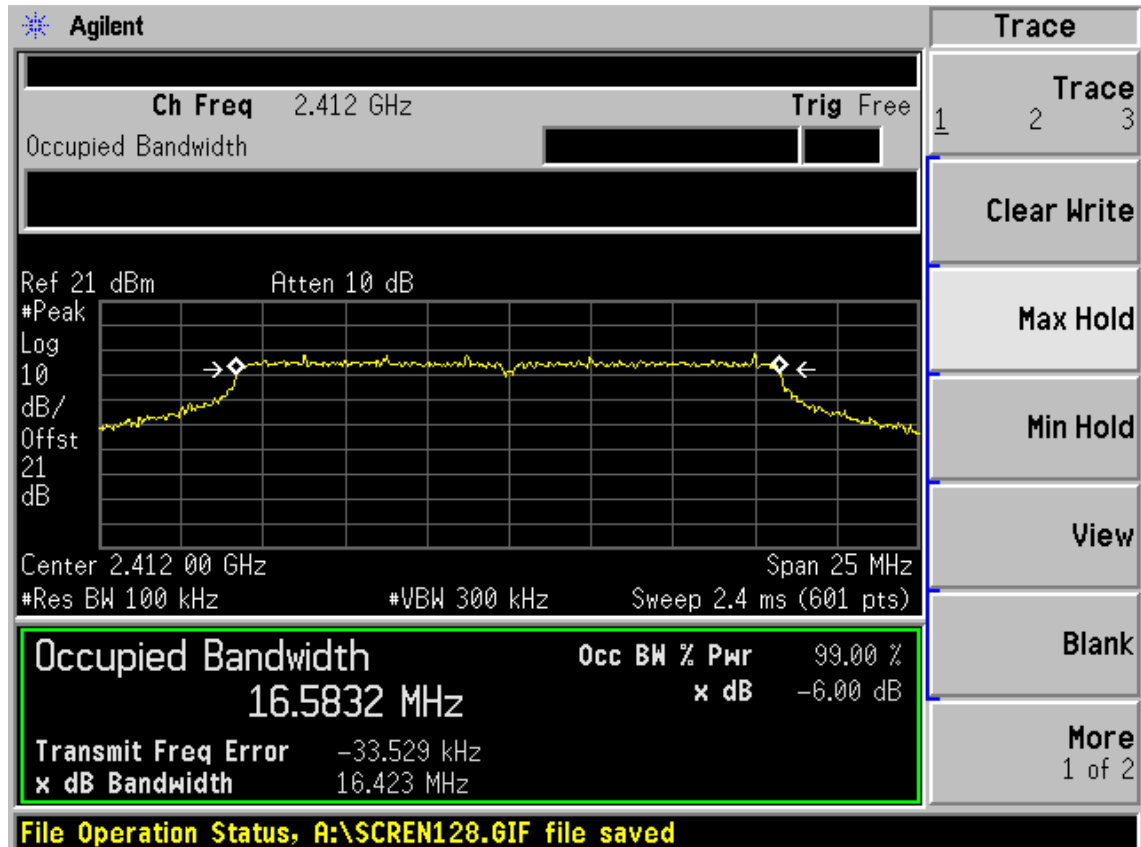 Agilent
Trace
Ch Freq 2.412 GHz Trig Free
Occupied Bandwidth
Trace
1 2 3
Clear Write
Max Hold
Min Hold
View
Blank
More
1 of 2
Ref 21 dBm Atten 10 dB
#Peak
Log
10
dB/
Offst
21
dB
Center 2.412 00 GHz Span 25 MHz
#Res BW 100 kHz #VBW 300 kHz Sweep 2.4 ms (601 pts)
Occupied Bandwidth
16.5832 MHz
Occ BW % Pwr 99.00 %
x dB -6.00 dB
Transmit Freq Error -33.529 kHz
x dB Bandwidth 16.423 MHz
File Operation Status, A:\SCREN128.GIF file saved